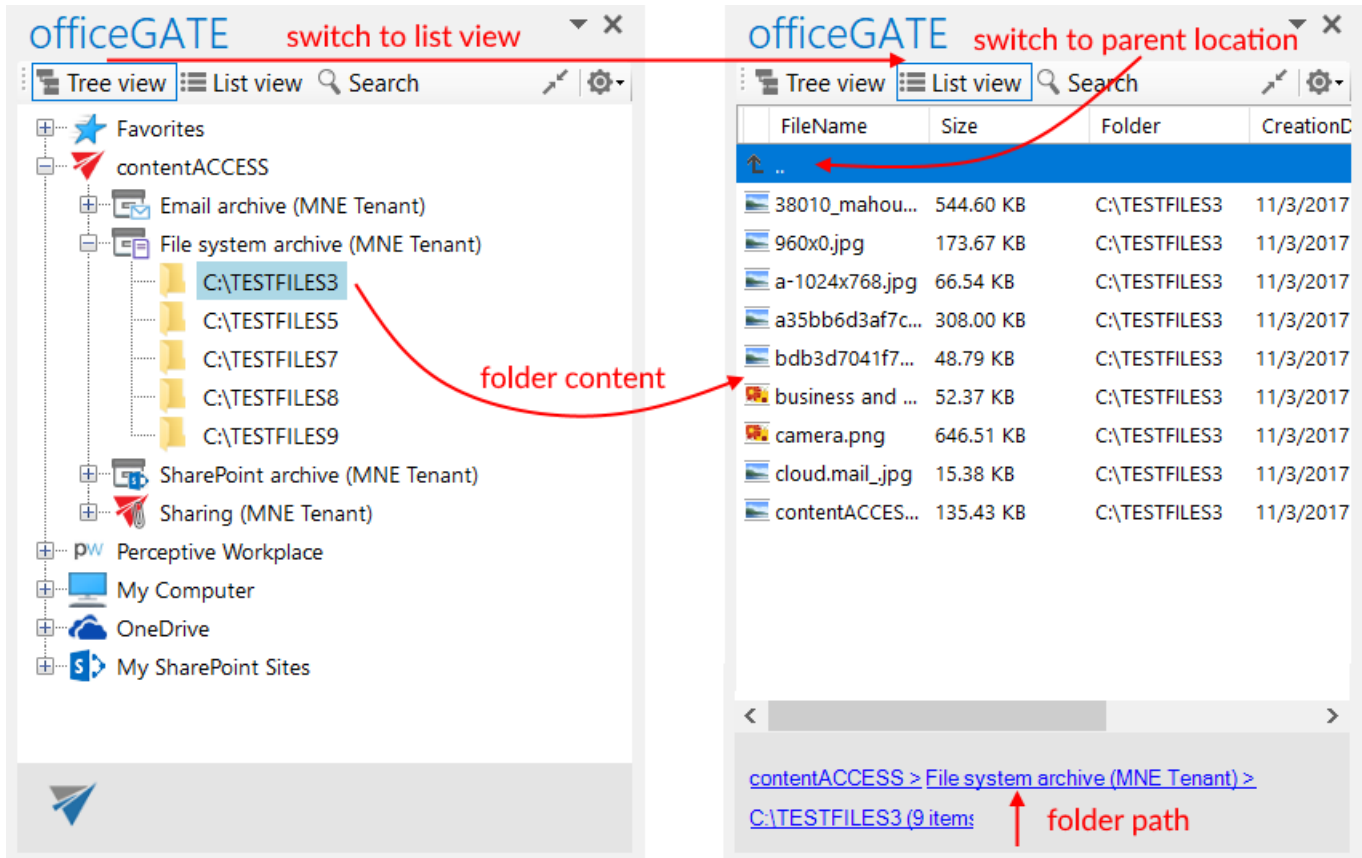 officeGATE
switch to list view
Tree view List view Search
Favorites
contentACCESS
Email archive (MNE Tenant)
File system archive (MNE Tenant)
C:\TESTFILES3
C:\TESTFILES5
C:\TESTFILES7
C:\TESTFILES8
C:\TESTFILES9
SharePoint archive (MNE Tenant)
Sharing (MNE Tenant)
pw Perceptive Workplace
My Computer
OneDrive
S My SharePoint Sites
folder content
officeGATE
switch to parent location
Tree view List view Search
FileName Size Folder CreationD
..
38010_mahou... 544.60 KB C:\TESTFILES3 11/3/2017
960x0.jpg 173.67 KB C:\TESTFILES3 11/3/2017
a-1024x768.jpg 66.54 KB C:\TESTFILES3 11/3/2017
a35bb6d3af7c... 308.00 KB C:\TESTFILES3 11/3/2017
bdb3d7041f7... 48.79 KB C:\TESTFILES3 11/3/2017
business and ... 52.37 KB C:\TESTFILES3 11/3/2017
camera.png 646.51 KB C:\TESTFILES3 11/3/2017
cloud.mail_.jpg 15.38 KB C:\TESTFILES3 11/3/2017
contentACCES... 135.43 KB C:\TESTFILES3 11/3/2017
contentACCESS > File system archive (MNE Tenant) >
C:\TESTFILES3 (9 items
folder path